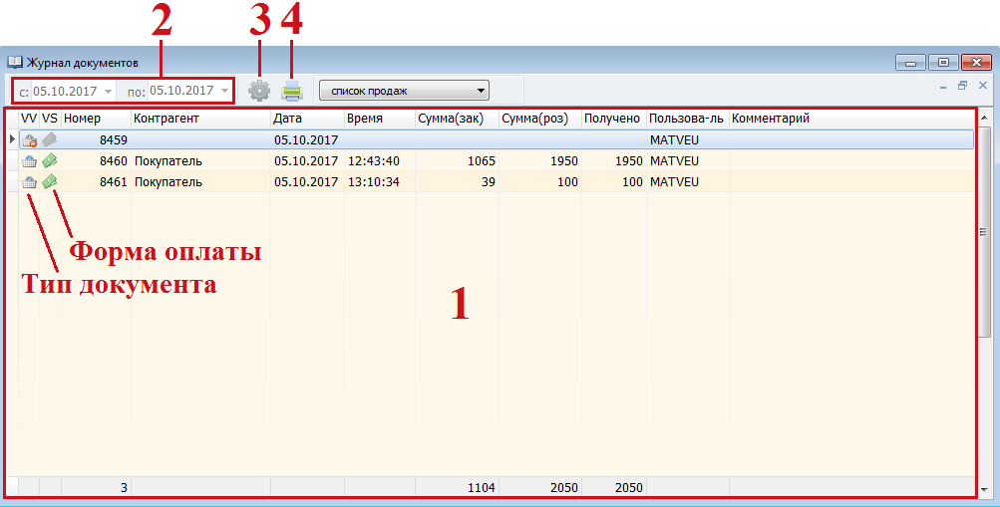 2 3 4
Журнал документов
с: 05.10.2017 по: 05.10.2017 список продаж
VV VS Номер Контрагент Дата Время Сумма(зак) Сумма(роз) Получено Пользова-ль Комментарий
8459 05.10.2017 MATVEU
8460 Покупатель 05.10.2017 12:43:40 1065 1950 1950 MATVEU
8461 Покупатель 05.10.2017 13:10:34 39 100 100 MATVEU
Форма оплаты
Тип документа
1
3 1104 2050 2050